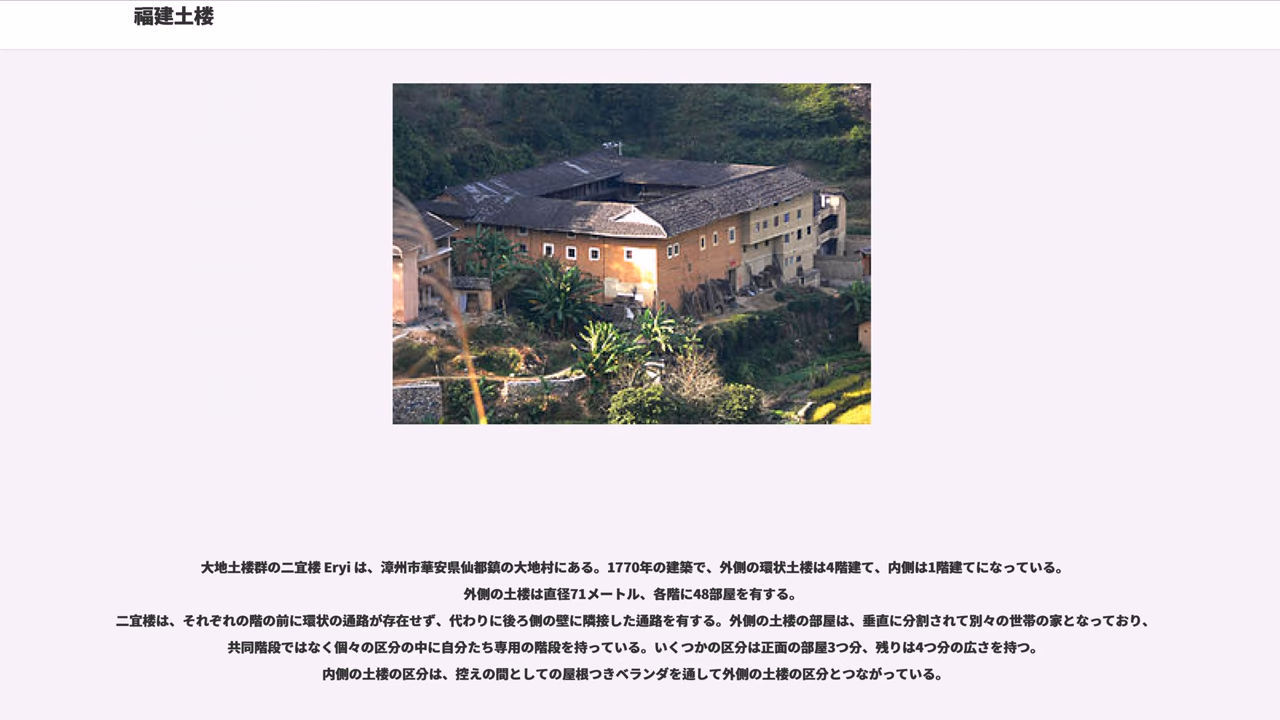 福建土楼
大地土楼群の二宜楼 Eryi は、漳州市華安県仙都鎮の大地村にある。1770年の建築で、外側の環状土楼は4階建て、内側は1階建てになっている。
外側の土楼は直径71メートル、各階に48部屋を有する。
二宜楼は、それぞれの階の前に環状の通路が存在せず、代わりに後ろ側の壁に隣接した通路を有する。外側の土楼の部屋は、垂直に分割されて別々の世帯の家となっており、
共同階段ではなく個々の区分の中に自分たち専用の階段を持っている。いくつかの区分は正面の部屋3つ分、残りは4つ分の広さを持つ。
内側の土楼の区分は、控えの間としての屋根つきベランダを通して外側の土楼の区分とつながっている。